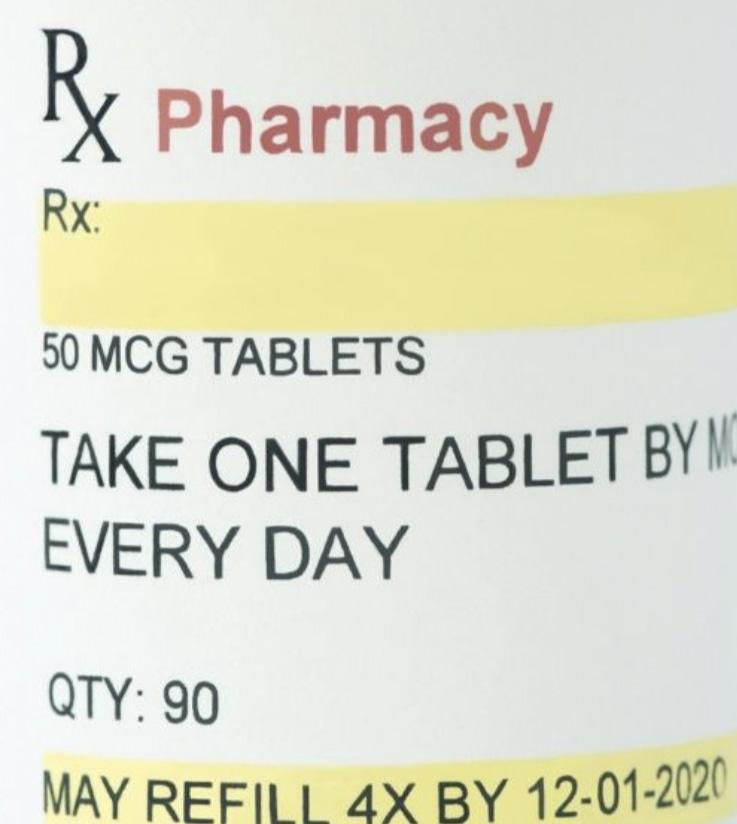 Rx Pharmacy
Rx:
50 MCG TABLETS
TAKE ONE TABLET BY
EVERY DAY
QTY: 90
MAY REFILL 4X BY 12-01-2020